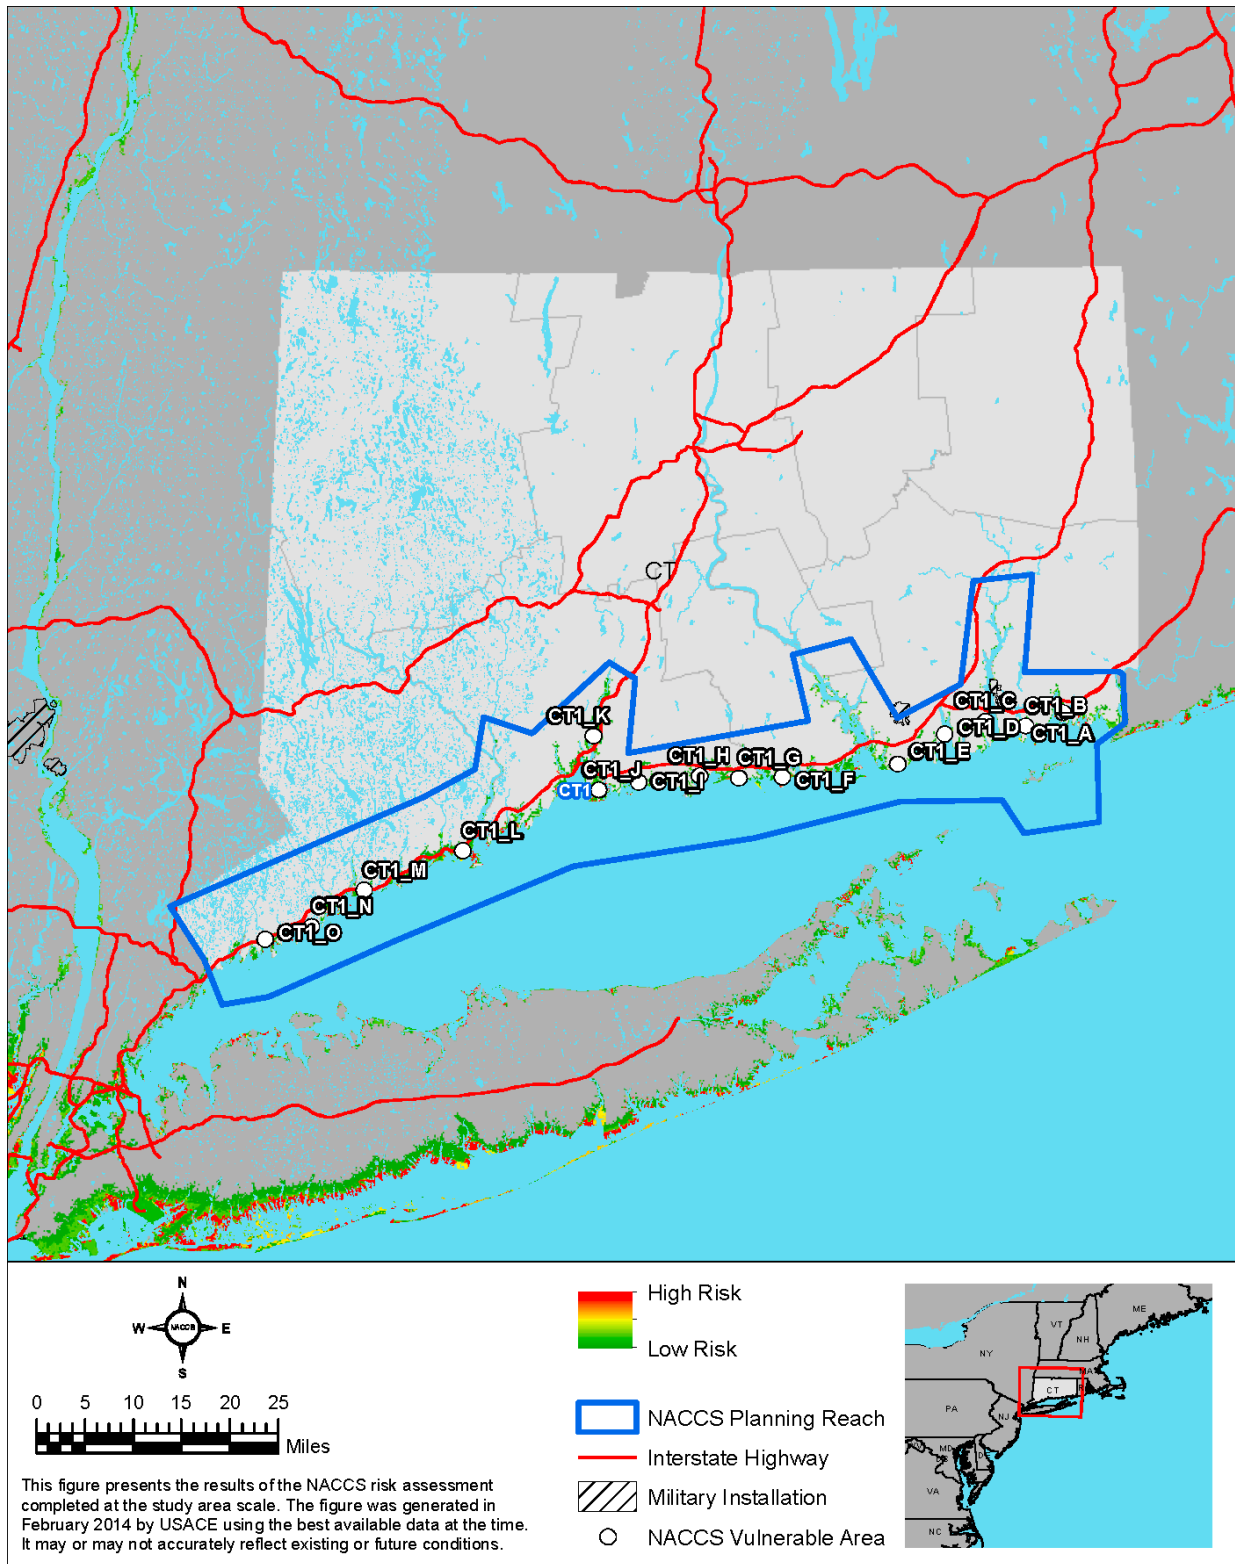 CT
CT1_K
CT1_C
CT1_B
CT1_D
CT1_A
CT1_E
CT1_H
CT1_G
CT1_J
CT1_I
CT1_F
CT1
CT1_L
CT1_M
CT1_N
CT1_O
N
W NACCS E
S
0 5 10 15 20 25
Miles
High Risk
Low Risk
NACCS Planning Reach
Interstate Highway
Military Installation
NACCS Vulnerable Area
This figure presents the results of the NACCS risk assessment
completed at the study area scale. The figure was generated in
February 2014 by USACE using the best available data at the time.
It may or may not accurately reflect existing or future conditions.
ME
VT
NH
NY
MA
CT
PA
NJ
MD
VA
NC